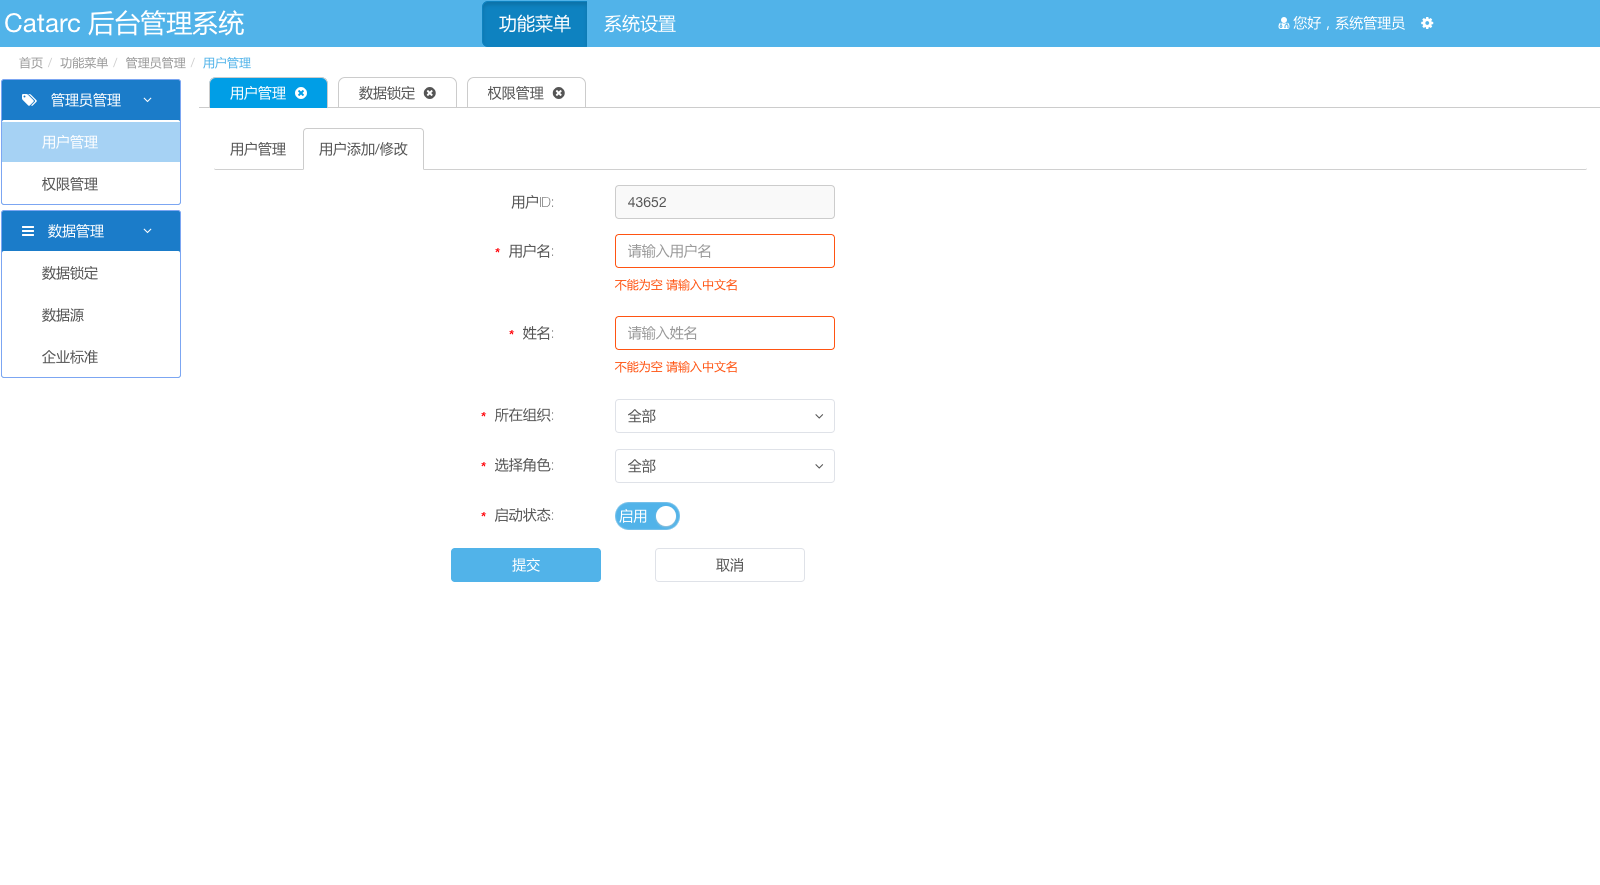 Catarc 后台管理系统
功能菜单
系统设置
您好，系统管理员
首页 / 功能菜单 / 管理员管理 / 用户管理
管理员管理
用户管理
权限管理
数据管理
数据锁定
数据源
企业标准
用户管理
数据锁定
权限管理
用户管理
用户添加/修改
用户ID:
43652
* 用户名:
请输入用户名
不能为空 请输入中文名
* 姓名:
请输入姓名
不能为空 请输入中文名
* 所在组织:
全部
* 选择角色:
全部
* 启动状态:
启用
提交
取消